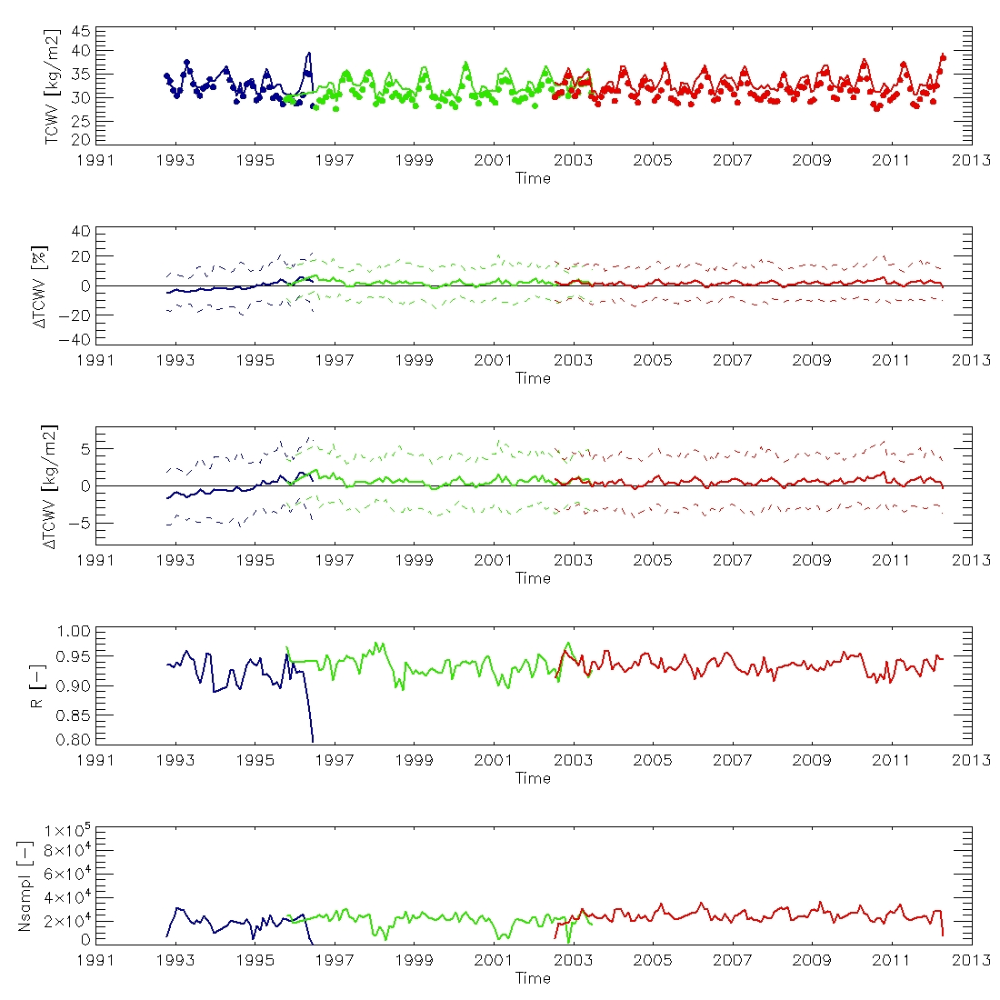 TCWV [kg/m2]
45
40
35
30
25
20
1991 1993 1995 1997 1999 2001 2003 2005 2007 2009 2011 2013
Time
ΔTCWV [%]
40
20
0
−20
−40
1991 1993 1995 1997 1999 2001 2003 2005 2007 2009 2011 2013
Time
ΔTCWV [kg/m2]
5
0
−5
1991 1993 1995 1997 1999 2001 2003 2005 2007 2009 2011 2013
Time
R [−]
1.00
0.95
0.90
0.85
0.80
1991 1993 1995 1997 1999 2001 2003 2005 2007 2009 2011 2013
Time
Nsampl [−]
1×10⁵
8×10⁴
6×10⁴
4×10⁴
2×10⁴
0
1991 1993 1995 1997 1999 2001 2003 2005 2007 2009 2011 2013
Time